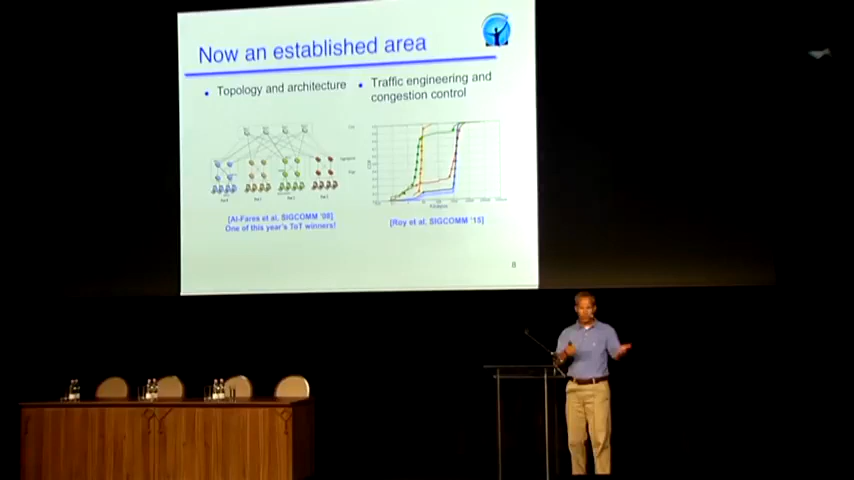 Now an established area
• Topology and architecture
• Traffic engineering and
congestion control
[Al-Fares et al, SIGCOMM '08]
One of this year's ToT winners!
[Roy et al, SIGCOMM '15]
8